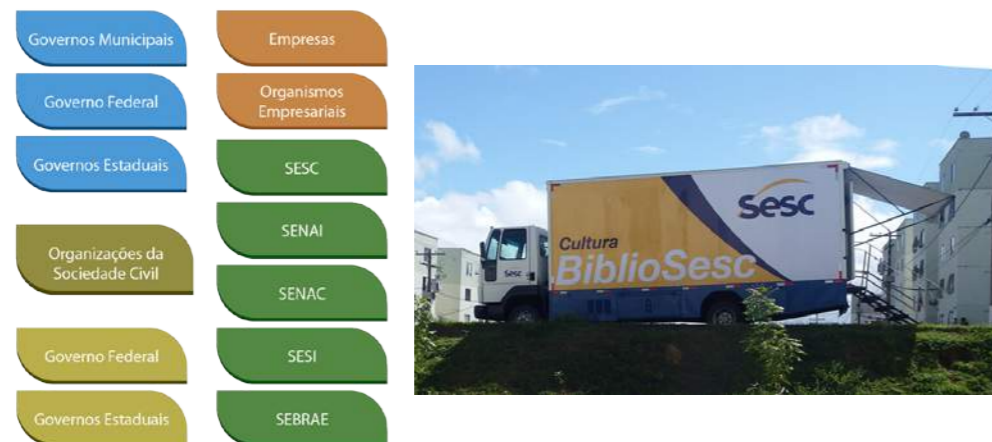 Governos Municipais
Governo Federal
Governos Estaduais
Organizações da
Sociedade Civil
Governo Federal
Governos Estaduais
Empresas
Organismos
Empresariais
SESC
SENAI
SENAC
SESI
SEBRAE
sesc
Cultura
BiblioSesc
sesc